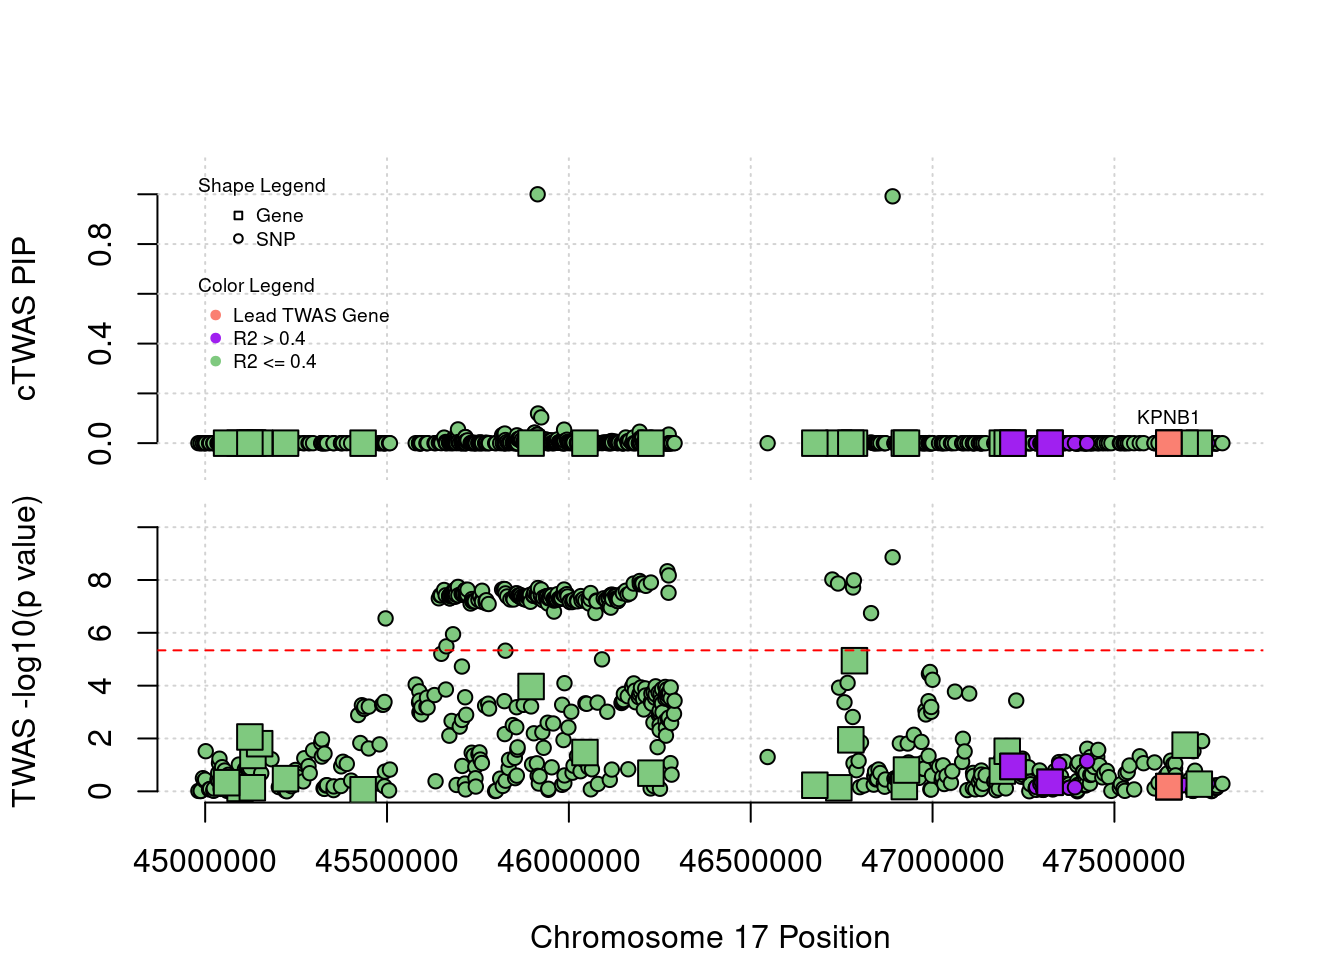 cTWAS PIP
0.8
0.4
0.0
Shape Legend
Gene
SNP
Color Legend
Lead TWAS Gene
R2 > 0.4
R2 <= 0.4
KPNB1
TWAS -log10(p value)
8
6
4
2
0
45000000 45500000 46000000 46500000 47000000 47500000
Chromosome 17 Position